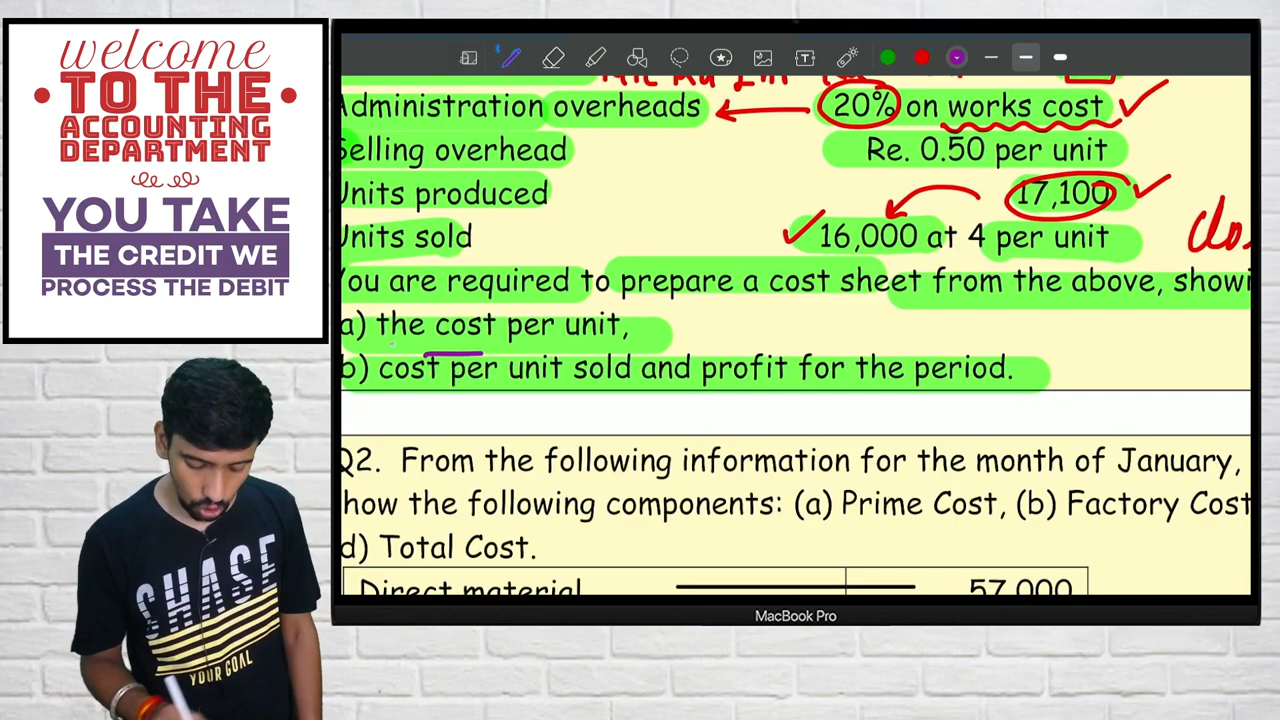 welcome
TO THE
ACCOUNTING
DEPARTMENT
YOU TAKE
THE CREDIT WE
PROCESS THE DEBIT
Administration overheads 20% on works cost
Selling overhead Re. 0.50 per unit
Units produced 17,100
Units sold 16,000 at 4 per unit
You are required to prepare a cost sheet from the above, showi
a) the cost per unit,
b) cost per unit sold and profit for the period.
Q2. From the following information for the month of January,
how the following components: (a) Prime Cost, (b) Factory Cost
d) Total Cost.
Direct material 57,000
MacBook Pro
CHASE
YOUR GOAL